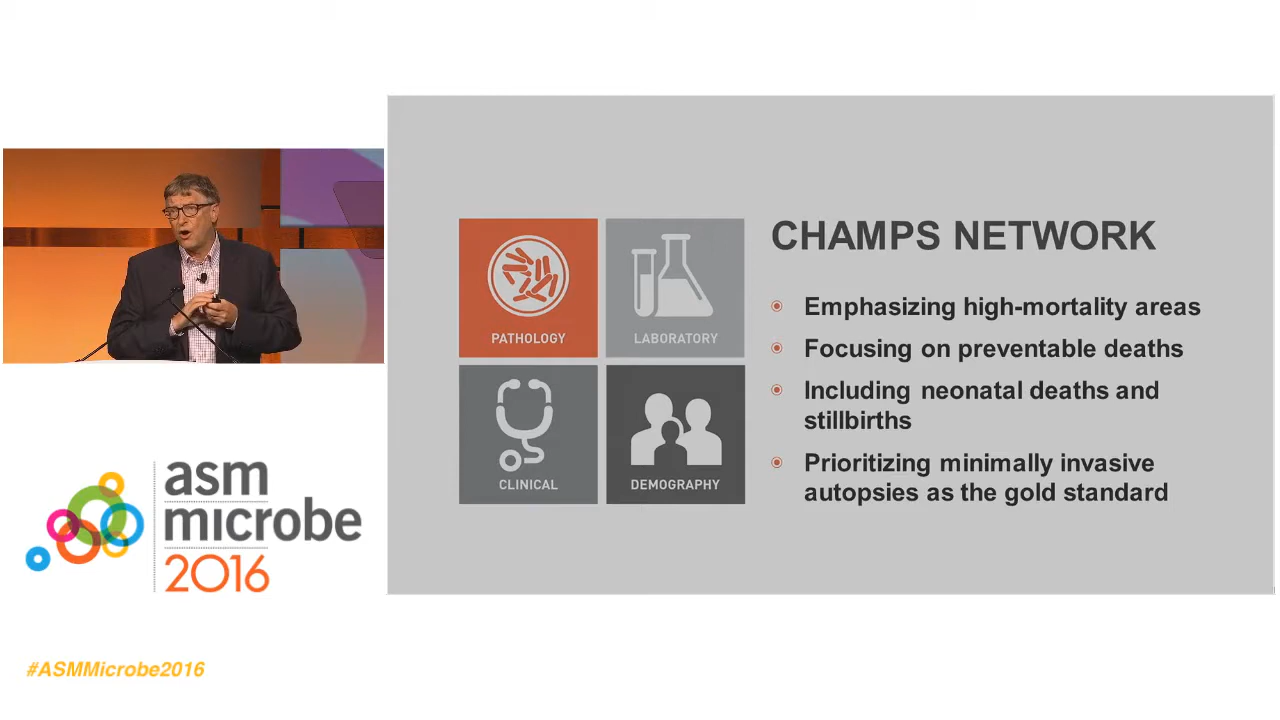 CHAMPS NETWORK
PATHOLOGY
LABORATORY
CLINICAL
DEMOGRAPHY
Emphasizing high-mortality areas
Focusing on preventable deaths
Including neonatal deaths and
stillbirths
Prioritizing minimally invasive
autopsies as the gold standard
asm
microbe
2016
#ASMMicrobe2016